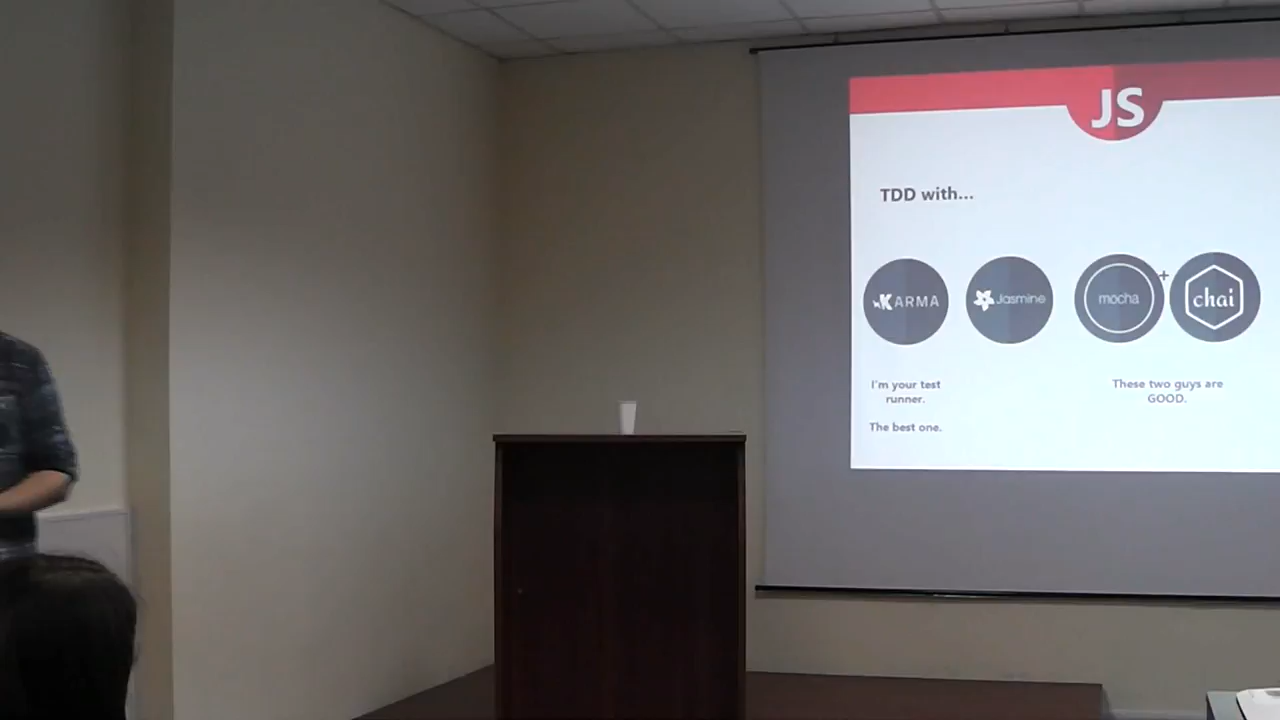 JS
TDD with...
KARMA
Jasmine
mocha
+
chai
I'm your test
runner.
The best one.
These two guys are
GOOD.